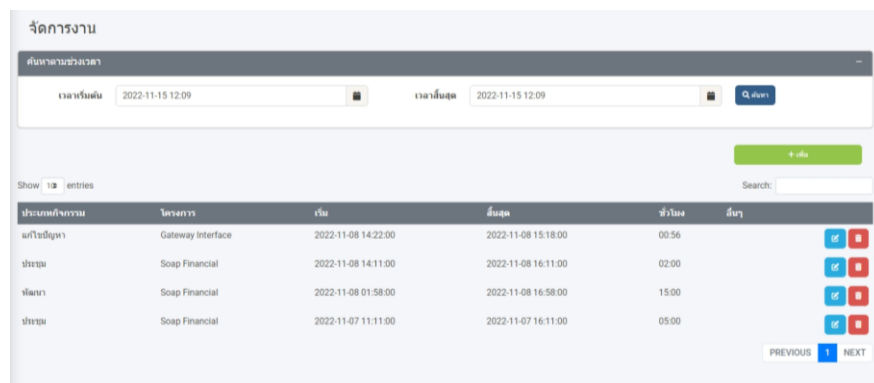 จัดการงาน
ค้นหาตามช่วงเวลา
เวลาเริ่มต้น 2022-11-15 12:09 เวลาสิ้นสุด 2022-11-15 12:09 ค้นหา
+ เพิ่ม
Show 10 entries Search:
ประเภทกิจกรรม โครงการ เริ่ม สิ้นสุด ชั่วโมง อื่นๆ
แก้ไขปัญหา Gateway Interface 2022-11-08 14:22:00 2022-11-08 15:18:00 00:56
ประชุม Soap Financial 2022-11-08 14:11:00 2022-11-08 16:11:00 02:00
พัฒนา Soap Financial 2022-11-08 01:58:00 2022-11-08 16:58:00 15:00
ประชุม Soap Financial 2022-11-07 11:11:00 2022-11-07 16:11:00 05:00
PREVIOUS 1 NEXT